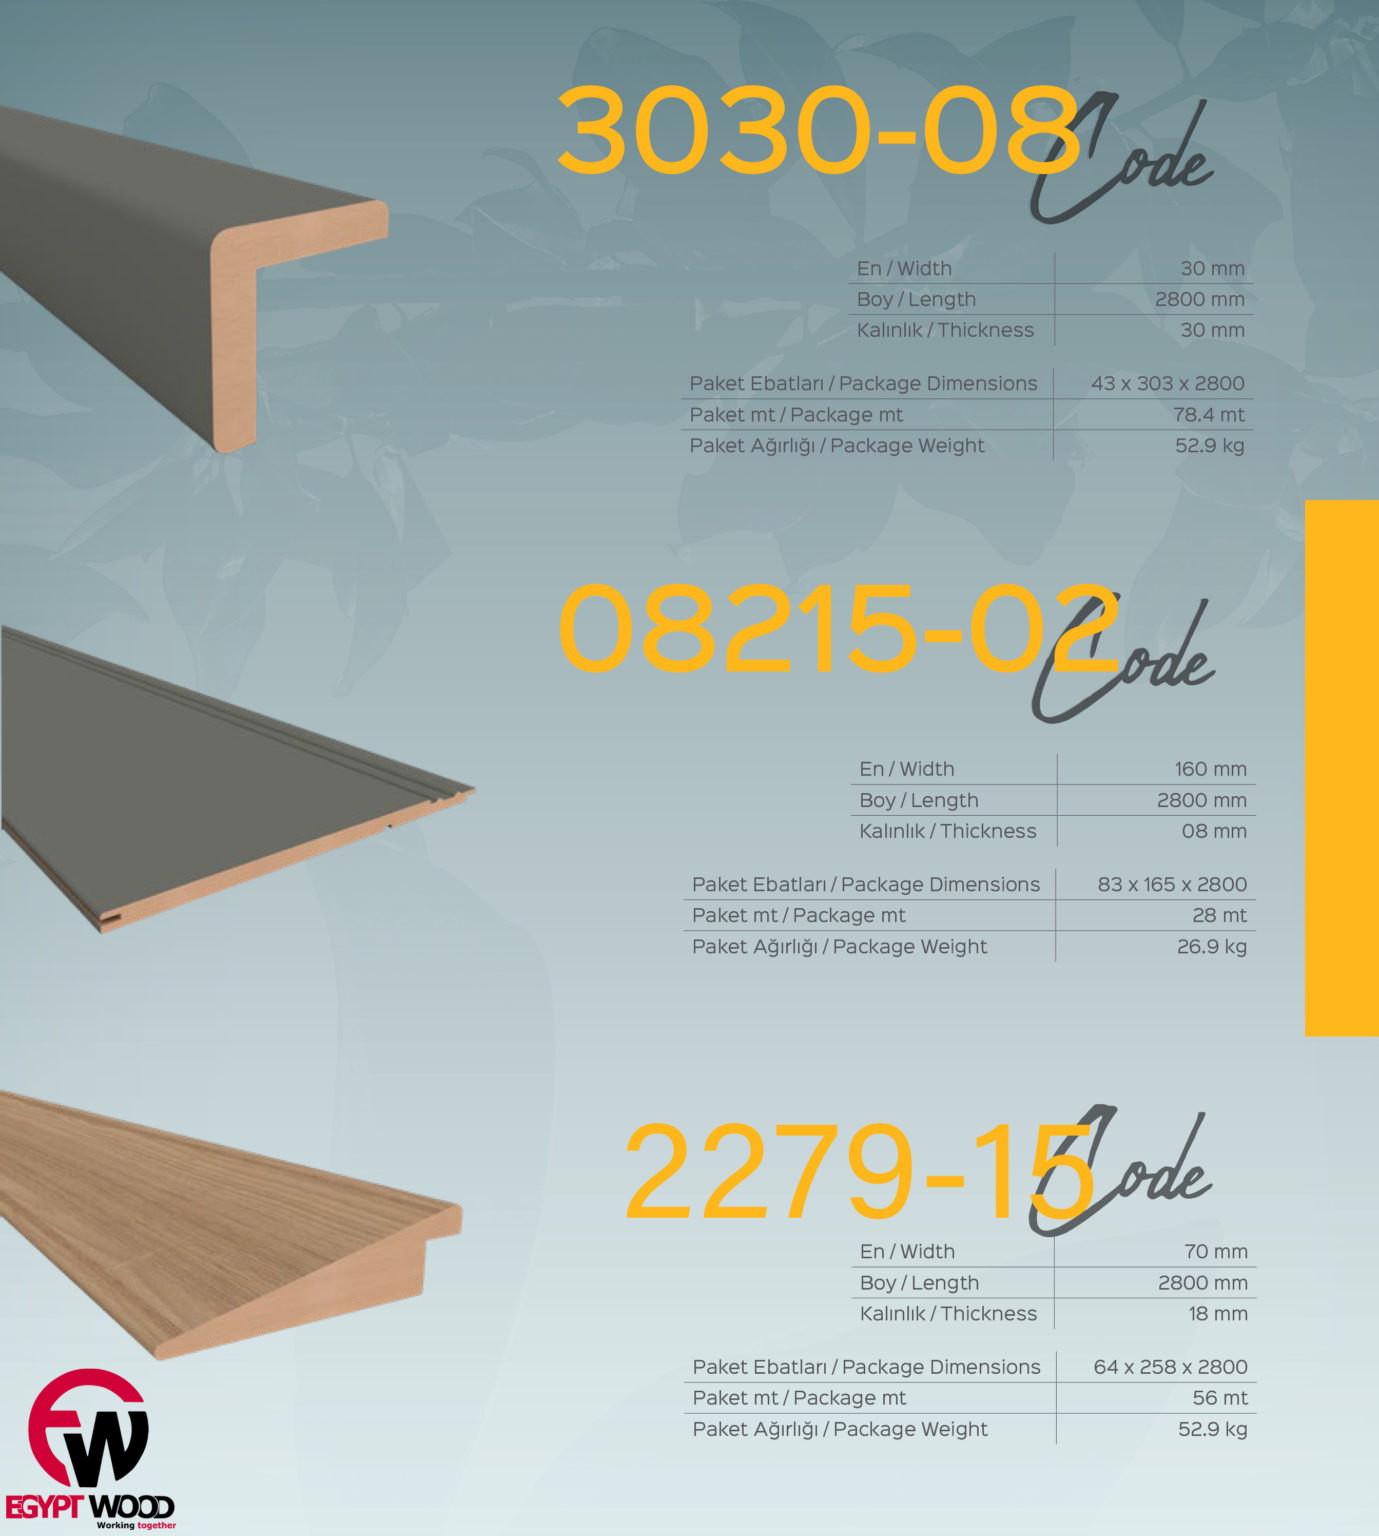 3030-08
Code
En / Width 30 mm
Boy / Length 2800 mm
Kalınlık / Thickness 30 mm
Paket Ebatları / Package Dimensions 43 x 303 x 2800
Paket mt / Package mt 78.4 mt
Paket Ağırlığı / Package Weight 52.9 kg
08215-02
Code
En / Width 160 mm
Boy / Length 2800 mm
Kalınlık / Thickness 08 mm
Paket Ebatları / Package Dimensions 83 x 165 x 2800
Paket mt / Package mt 28 mt
Paket Ağırlığı / Package Weight 26.9 kg
2279-15
Code
En / Width 70 mm
Boy / Length 2800 mm
Kalınlık / Thickness 18 mm
Paket Ebatları / Package Dimensions 64 x 258 x 2800
Paket mt / Package mt 56 mt
Paket Ağırlığı / Package Weight 52.9 kg
EW
EGYPT WOOD
Working together